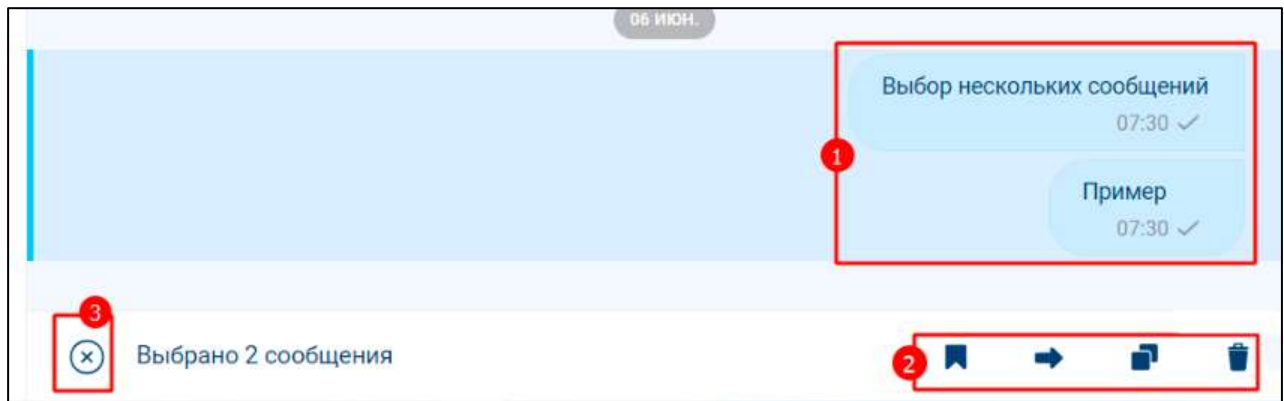 06 ИЮН.
Выбор нескольких сообщений
07:30
1
Пример
07:30
3
Выбрано 2 сообщения
2